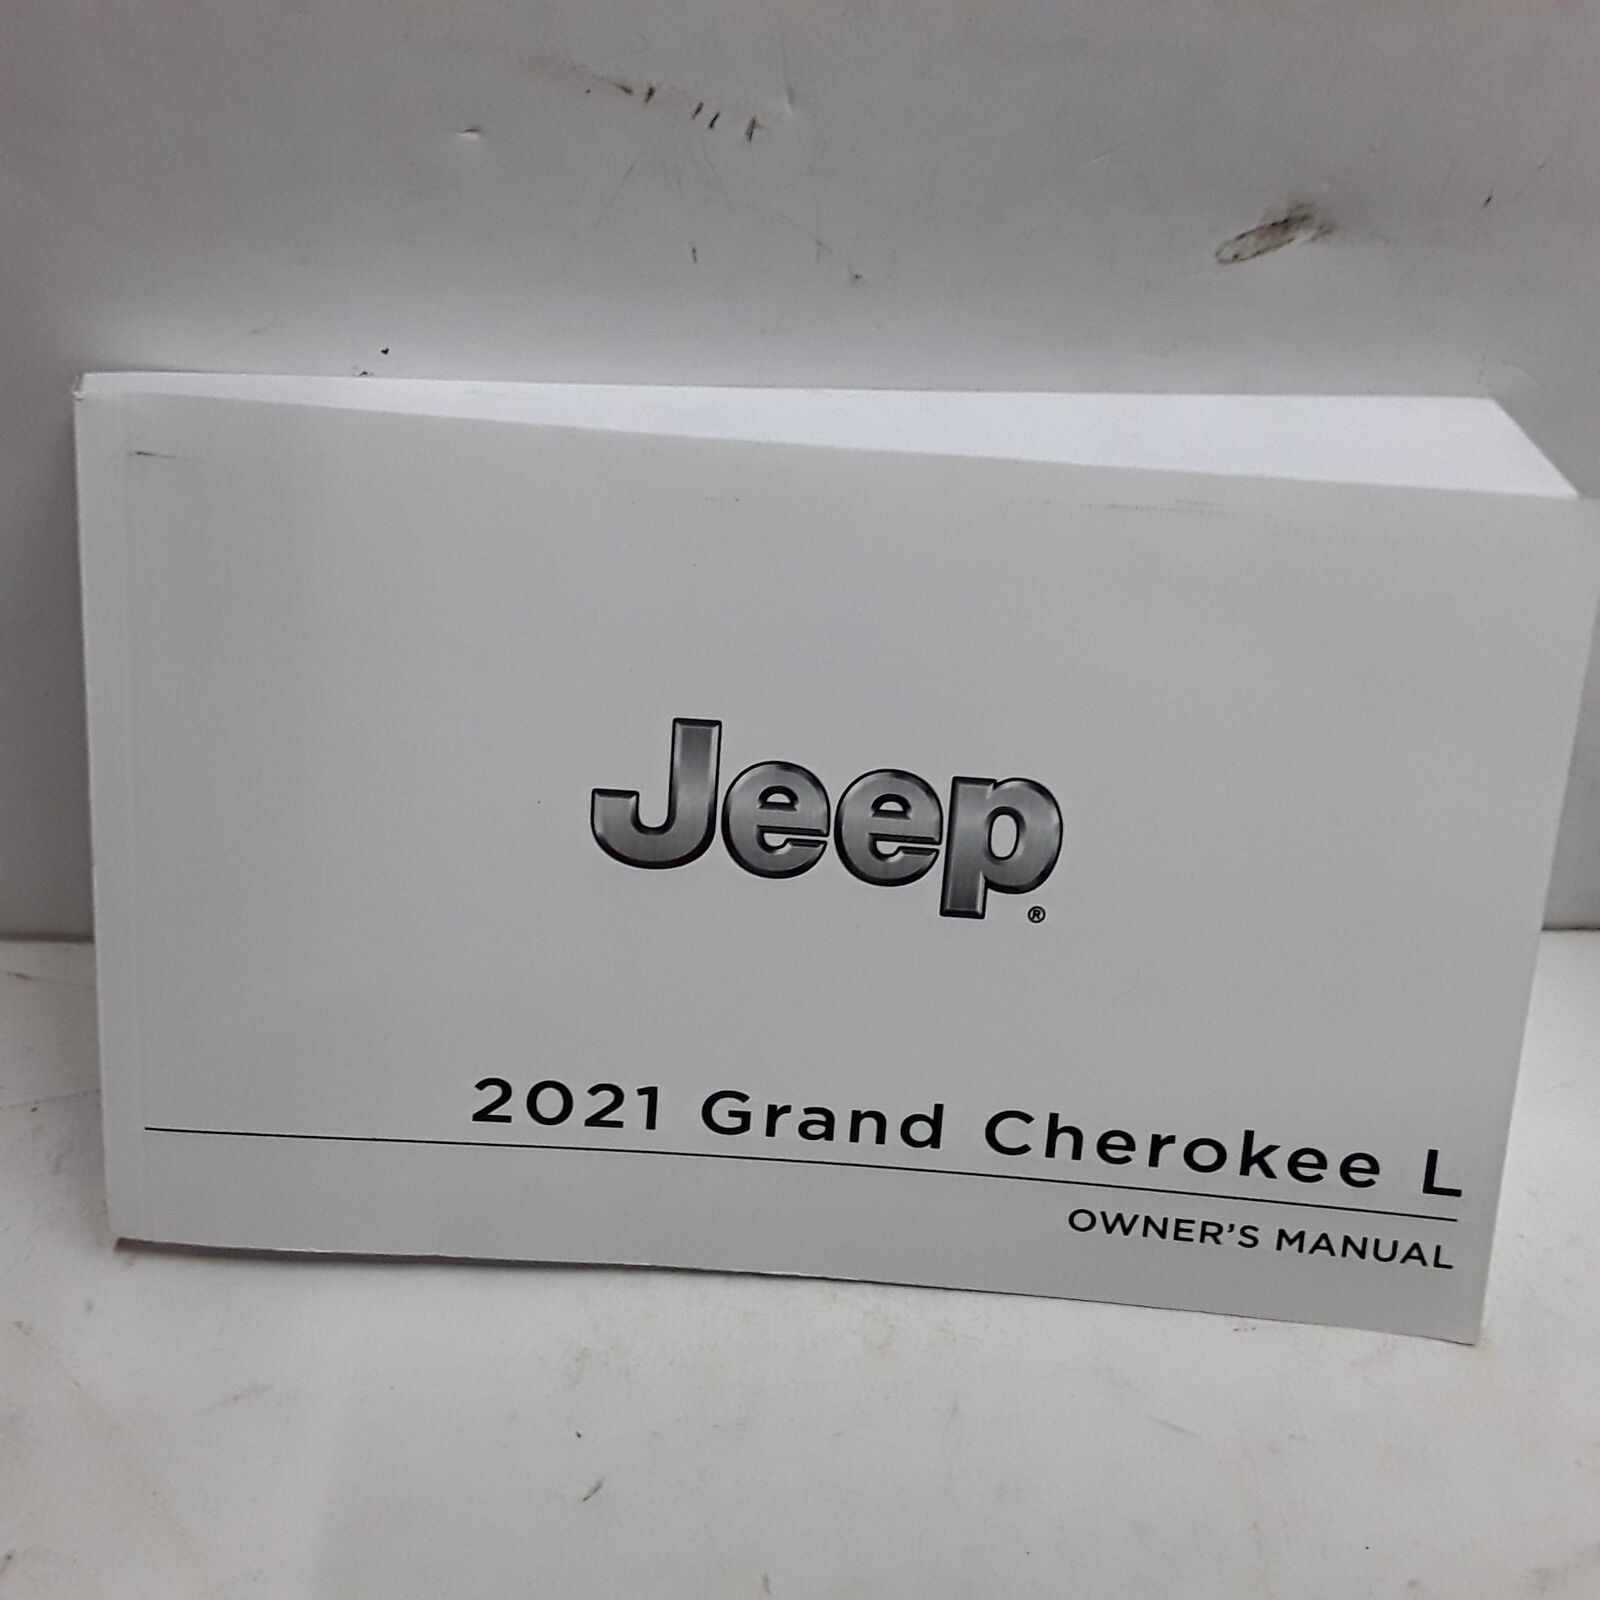 Jeep®
2021 Grand Cherokee L
OWNER'S MANUAL